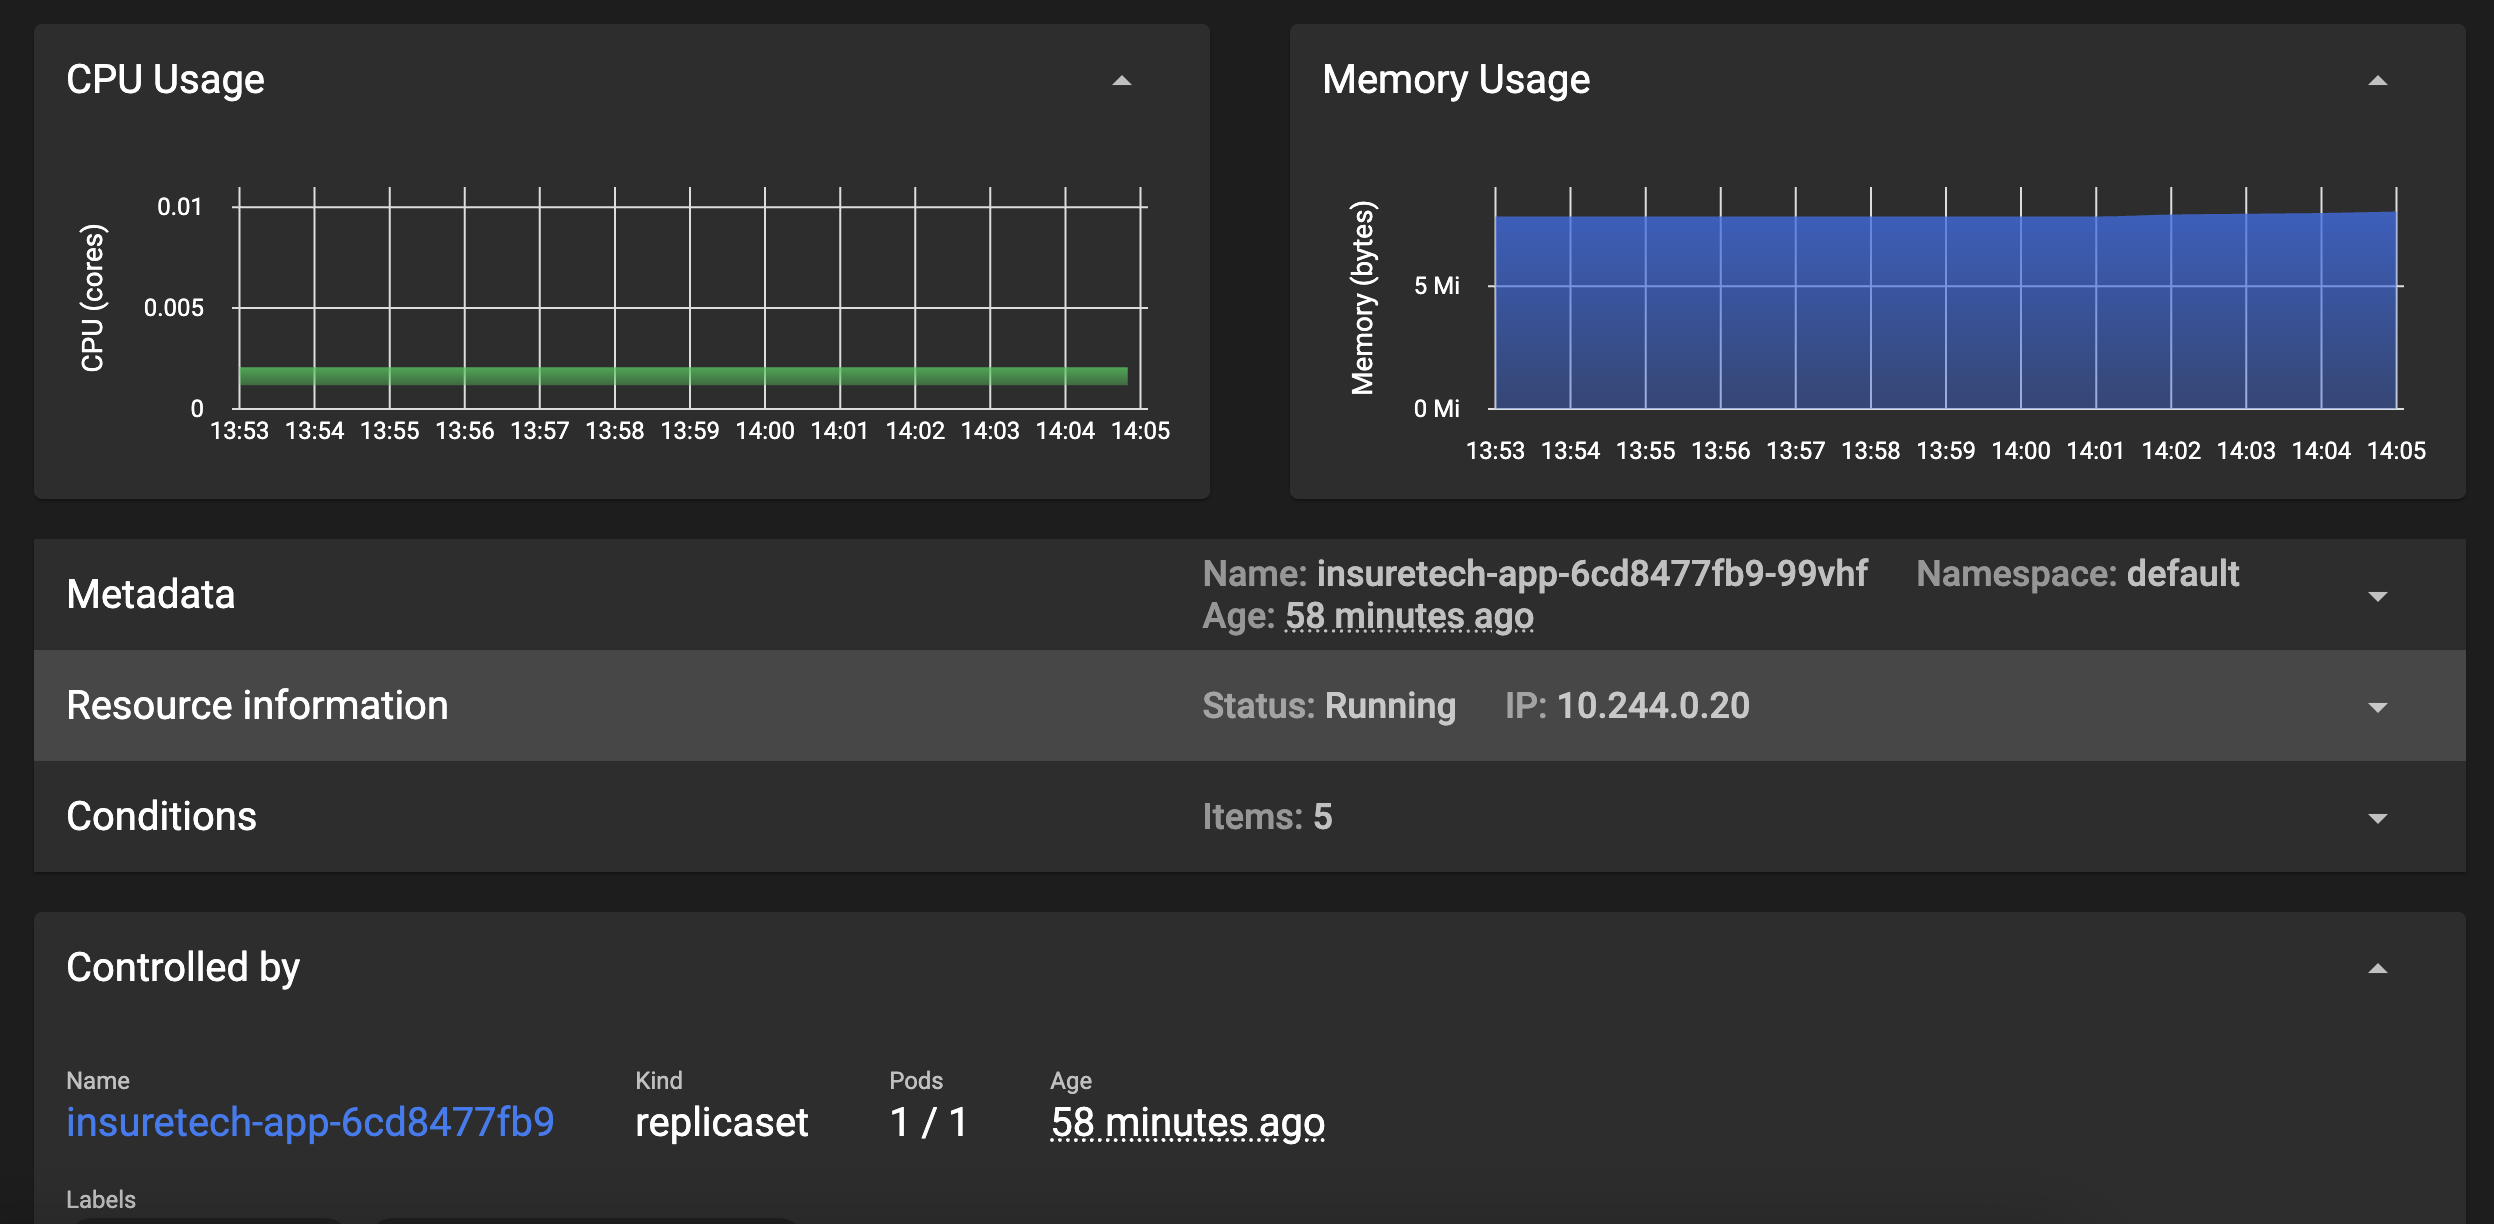 CPU Usage
CPU (cores)
0.01
0.005
0
13:53 13:54 13:55 13:56 13:57 13:58 13:59 14:00 14:01 14:02 14:03 14:04 14:05
Memory Usage
Memory (bytes)
5 Mi
0 Mi
13:53 13:54 13:55 13:56 13:57 13:58 13:59 14:00 14:01 14:02 14:03 14:04 14:05
Metadata
Name: insuretech-app-6cd8477fb9-99vhf Namespace: default
Age: 58 minutes ago
Resource information
Status: Running IP: 10.244.0.20
Conditions
Items: 5
Controlled by
Name Kind Pods Age
insuretech-app-6cd8477fb9 replicaset 1 / 1 58 minutes ago
Labels